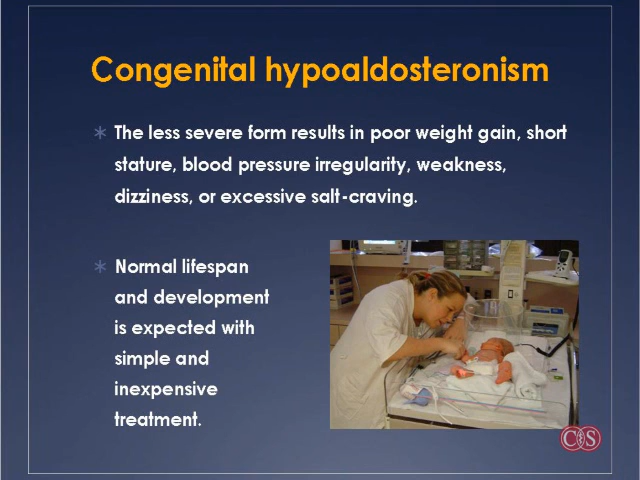 Congenital hypoaldosteronism
The less severe form results in poor weight gain, short
stature, blood pressure irregularity, weakness,
dizziness, or excessive salt-craving.
Normal lifespan
and development
is expected with
simple and
inexpensive
treatment.
CS